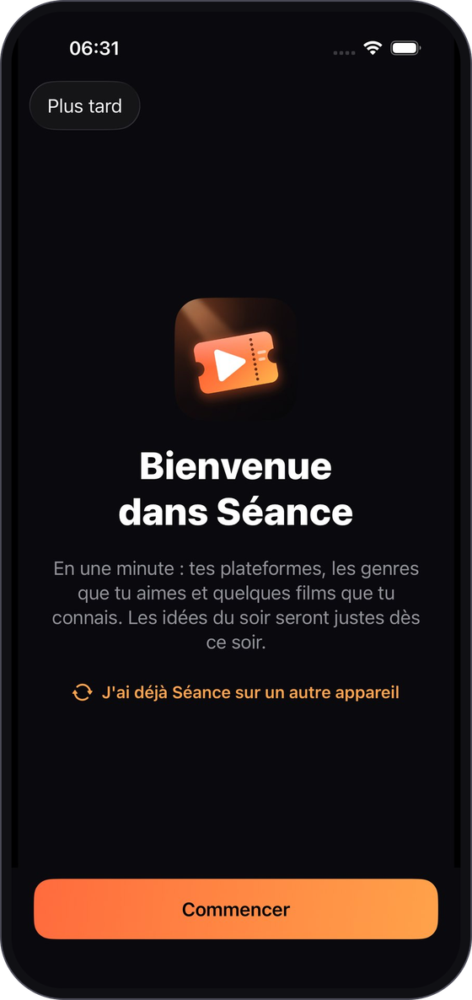 06:31
Plus tard
Bienvenue
dans Séance
En une minute : tes plateformes, les genres
que tu aimes et quelques films que tu
connais. Les idées du soir seront justes dès
ce soir.
J'ai déjà Séance sur un autre appareil
Commencer